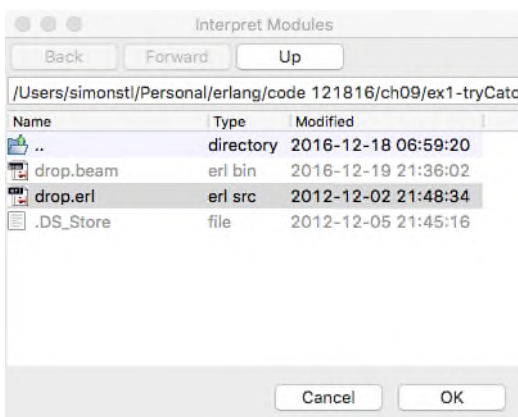 Interpret Modules
Back Forward Up
/Users/simonstl/Personal/erlang/code 121816/ch09/ex1-tryCatc
Name Type Modified
.. directory 2016-12-18 06:59:20
drop.beam erl bin 2016-12-19 21:36:02
drop.erl erl src 2012-12-02 21:48:34
.DS_Store file 2012-12-05 21:45:16
Cancel OK